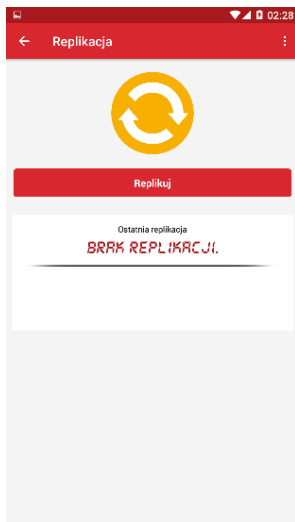 02:28
Replikacja
Replikuj
Ostatnia replikacja
BRAK REPLIKACJI.